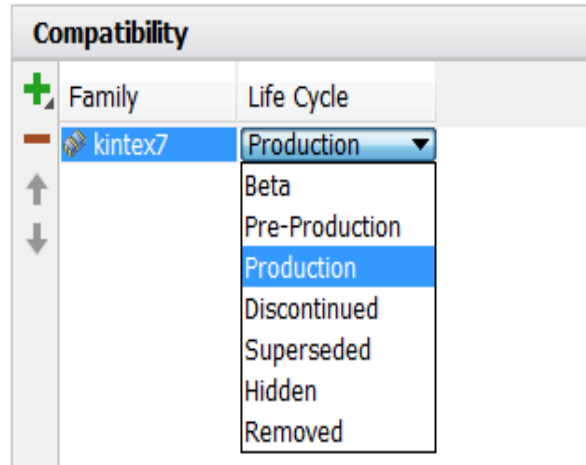 Compatibility
Family Life Cycle
kintex7 Production
Beta
Pre-Production
Production
Discontinued
Superseded
Hidden
Removed